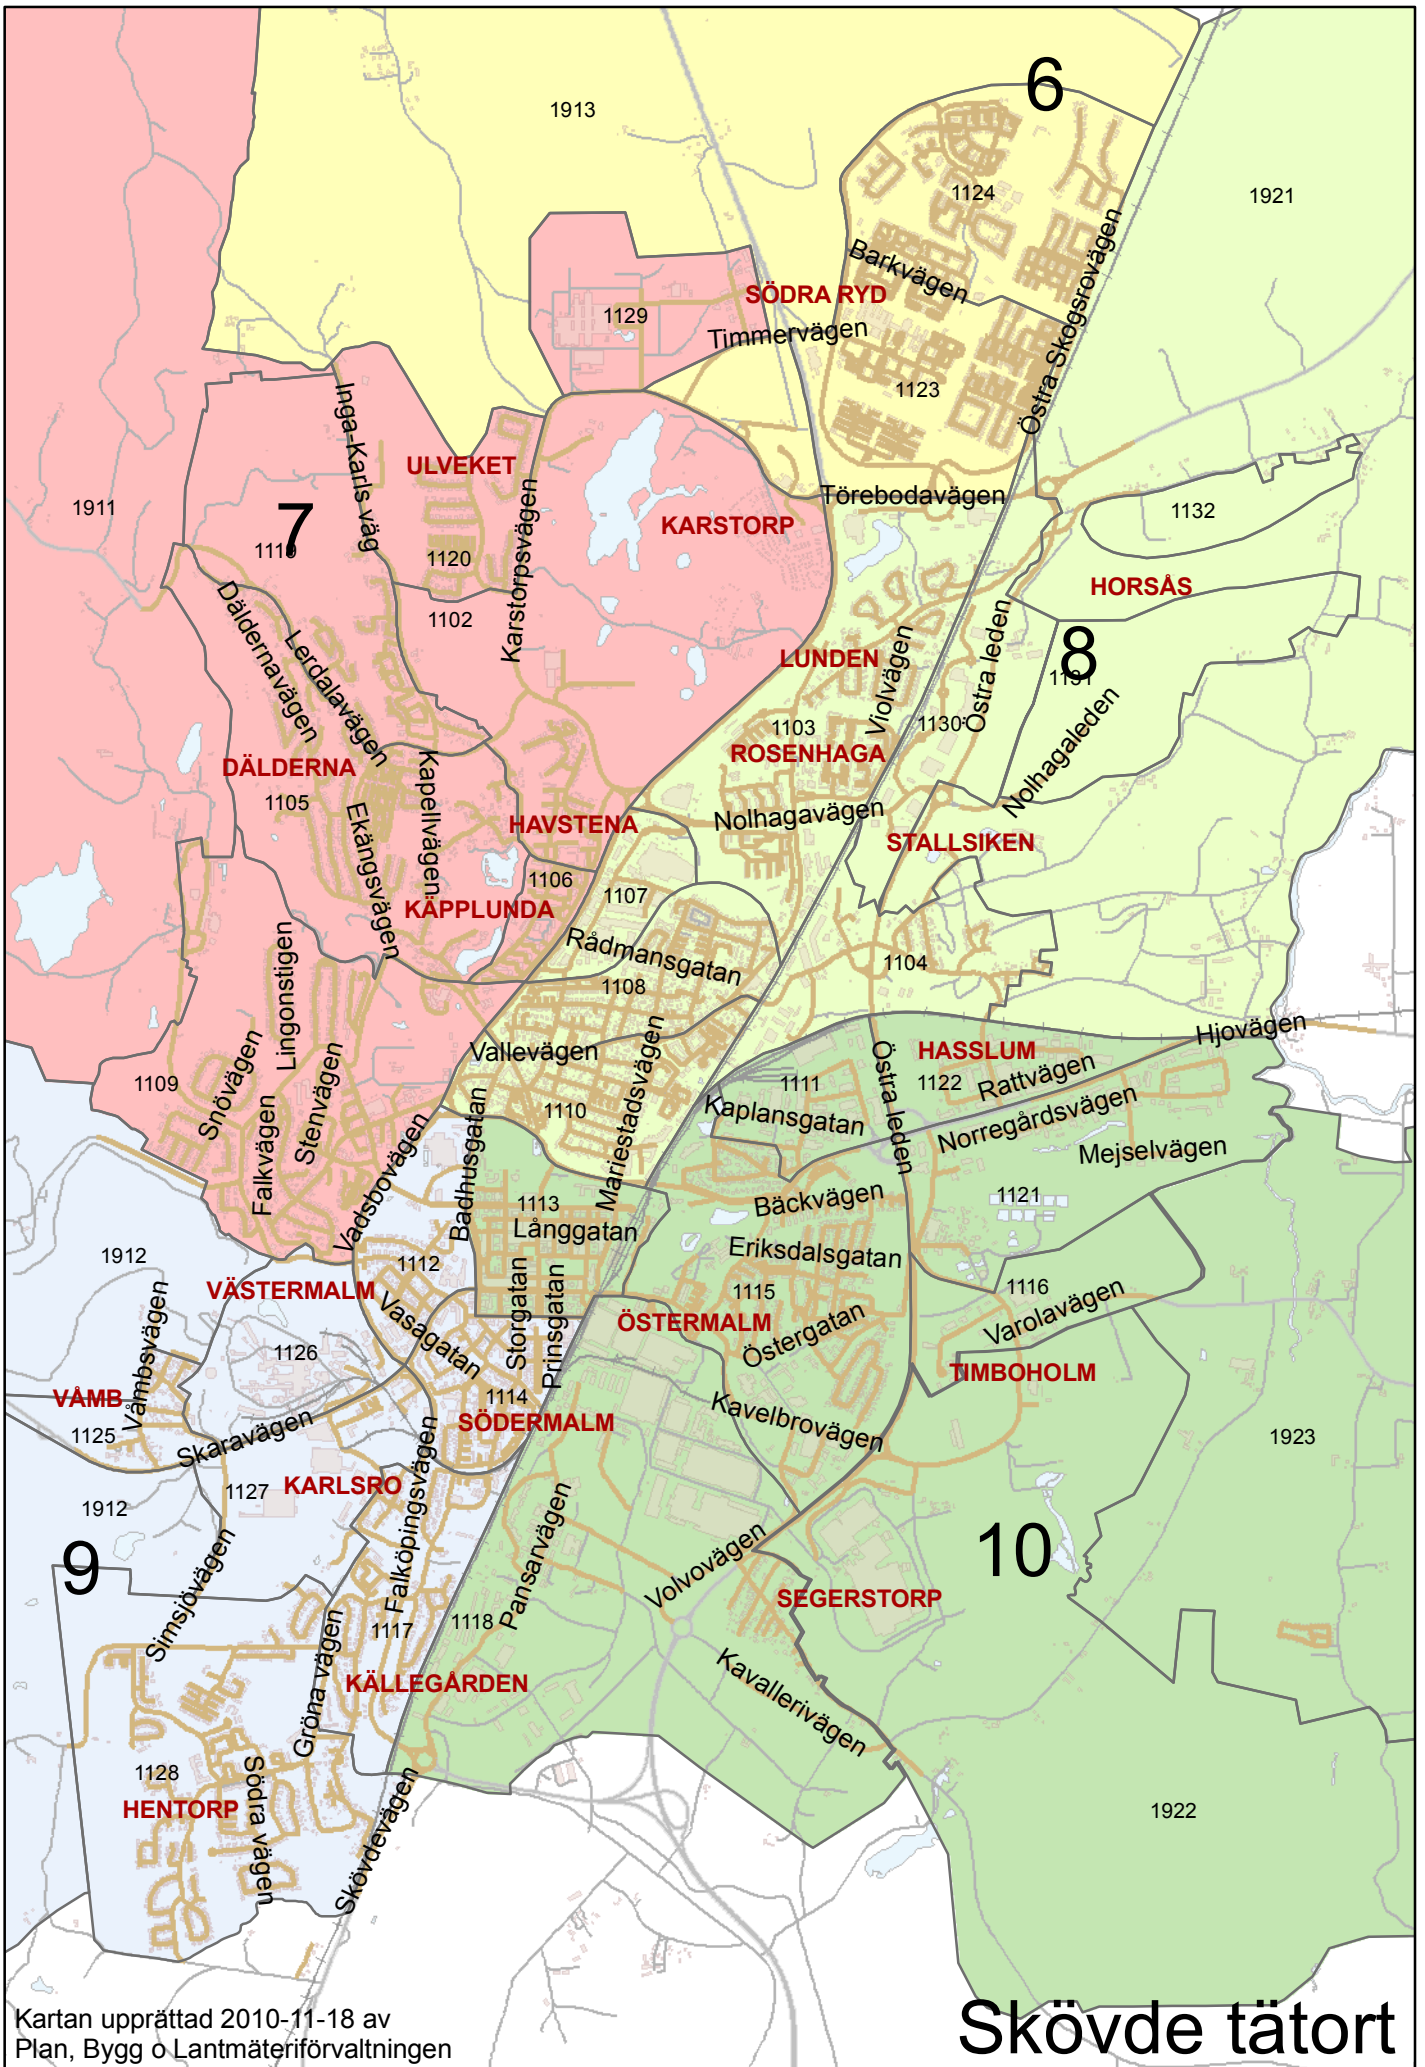 6
1913
1124
1921
Barkvägen
SÖDRA RYD
1129
Timmervägen
Östra Skogsrovägen
1123
Inga-Karls väg
ULVEKET
Törebodavägen
1911
7
KARSTORP
1132
1119
1120
Karstorpsvägen
HORSÅS
1102
Däldernavägen
Lerdalavägen
LUNDEN
Violvägen
Östra leden
8
1131
1103
1130
ROSENHAGA
Nolhagaleden
DÄLDERNA
1105
Kapellvägen
Ekängsvägen
HAVSTENA
Nolhagavägen
STALLSIKEN
1106
1107
KÄPPLUNDA
Rådmansgatan
1104
Lingonstigen
1108
Vallevägen
Mariestadsvägen
HASSLUM
Hjovägen
1109
Snövägen
Falkvägen
Stenvägen
1111
1122
Rattvägen
Östra leden
Kaplansgatan
1110
Norregårdsvägen
Mejselvägen
Vadsbovägen
Badhusgatan
1113
Bäckvägen
1121
Långgatan
1912
1112
Eriksdalsgatan
VÄSTERMALM
1116
1115
Varolavägen
Vasagatan
Storgatan
Prinsgatan
ÖSTERMALM
Östergatan
Våmbsvägen
1126
TIMBOHOLM
VÅMB
1114
1125
Skaravägen
SÖDERMALM
Kavelbrovägen
1923
Falköpingsvägen
1127
KARLSRO
1912
9
10
Simsjövägen
Pansarvägen
Volvovägen
SEGERSTORP
1118
1117
Gröna vägen
KÄLLEGÅRDEN
Kavallerivägen
1128
HENTORP
Södra vägen
1922
Skövdevägen
Kartan upprättad 2010-11-18 av
Plan, Bygg o Lantmäteriförvaltningen
Skövde tätort